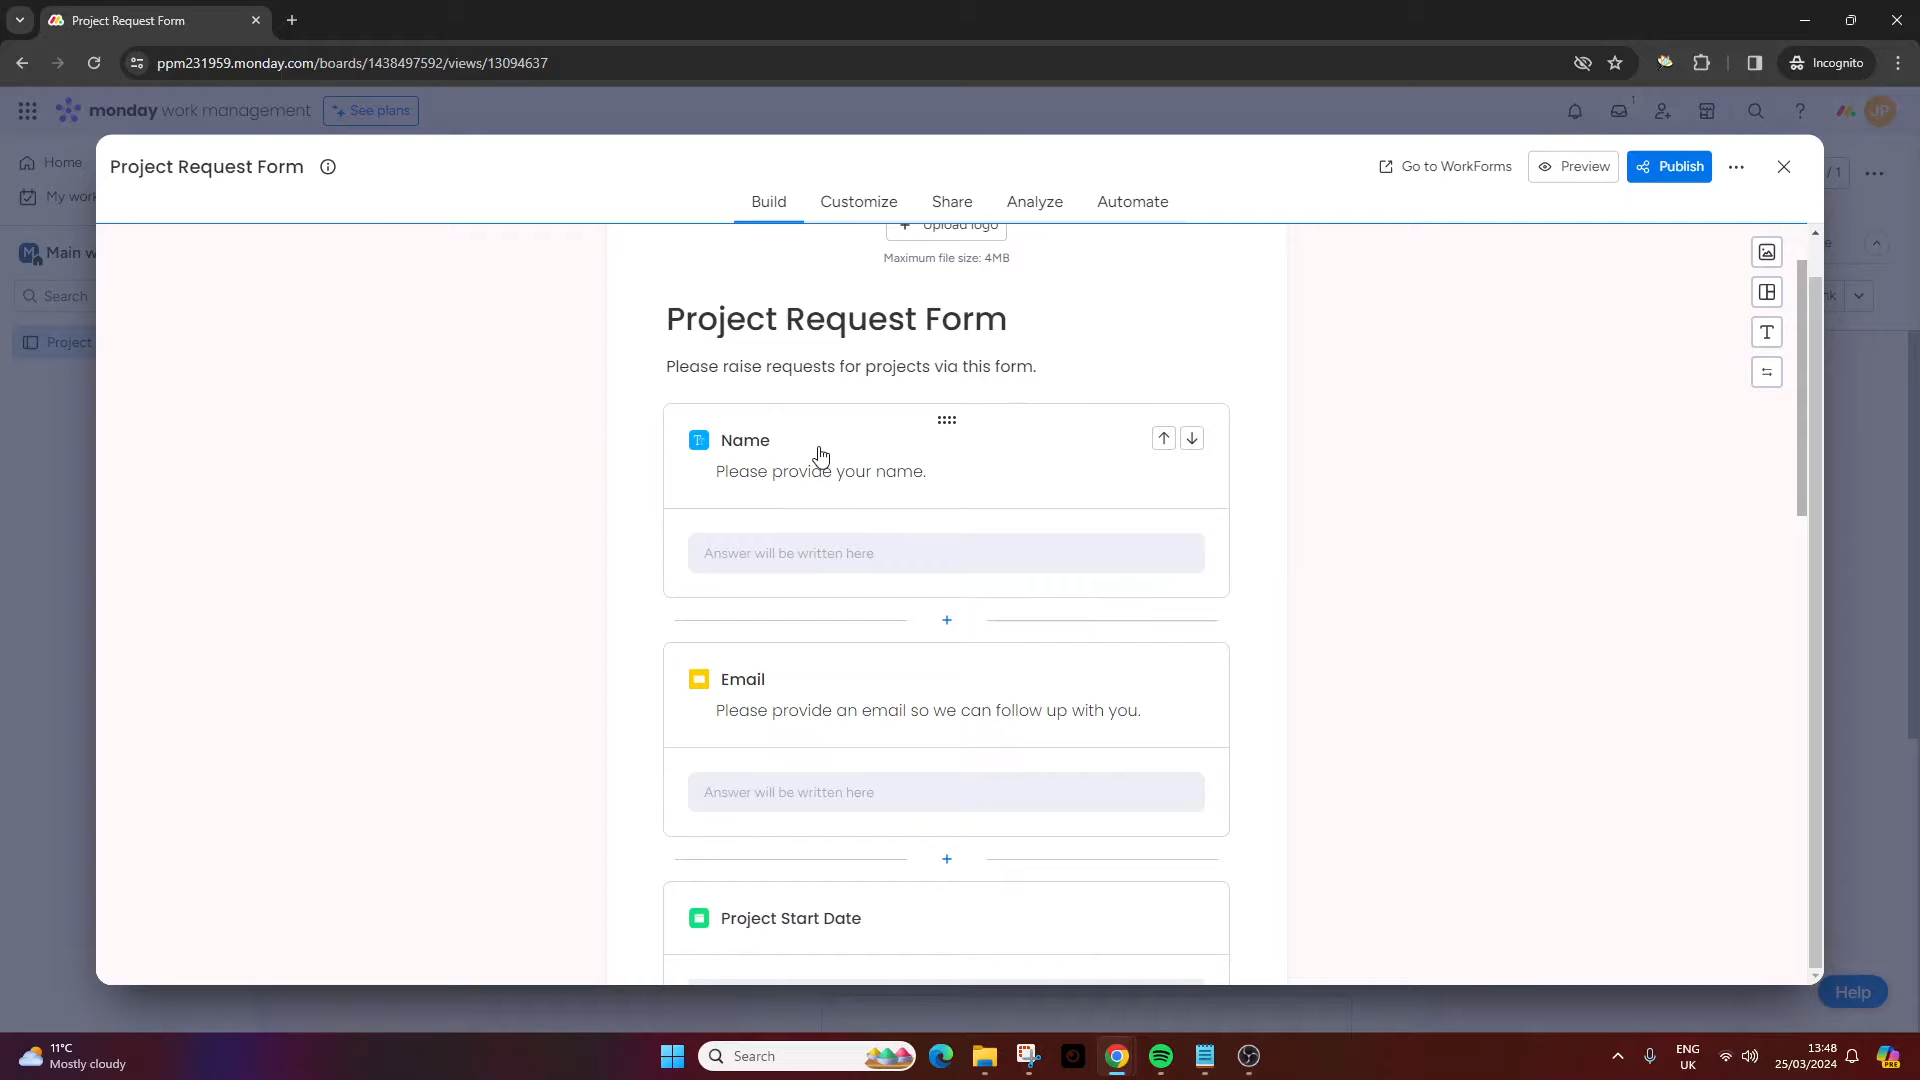 Project Request Form
ppm231959.monday.com/boards/1438497592/views/13094637
Incognito
monday work management
See plans
1
JP
Home
My work
Project Request Form
Go to WorkForms
Preview
Publish
/ 1
Build
Customize
Share
Analyze
Automate
Main w
Search
Project
Upload logo
Maximum file size: 4MB
Project Request Form
Please raise requests for projects via this form.
Name
Please provide your name.
Answer will be written here
Email
Please provide an email so we can follow up with you.
Answer will be written here
Project Start Date
Help
11°C
Mostly cloudy
Search
ENG
UK
13:48
25/03/2024
PRE